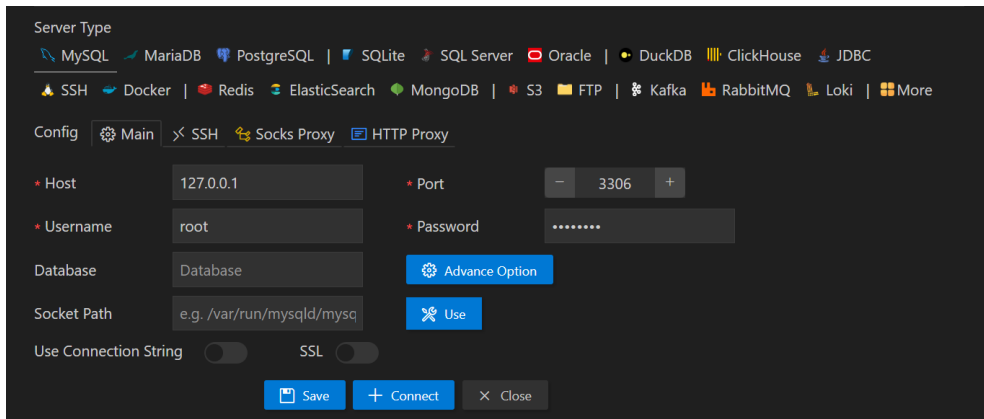 Server Type
MySQL MariaDB PostgreSQL | SQLite SQL Server Oracle | DuckDB ClickHouse JDBC
SSH Docker | Redis ElasticSearch MongoDB | S3 FTP | Kafka RabbitMQ Loki | More
Config Main SSH Socks Proxy HTTP Proxy
* Host 127.0.0.1 * Port − 3306 +
* Username root * Password ••••••••
Database Database Advance Option
Socket Path e.g. /var/run/mysqld/mysq Use
Use Connection String SSL
Save + Connect × Close